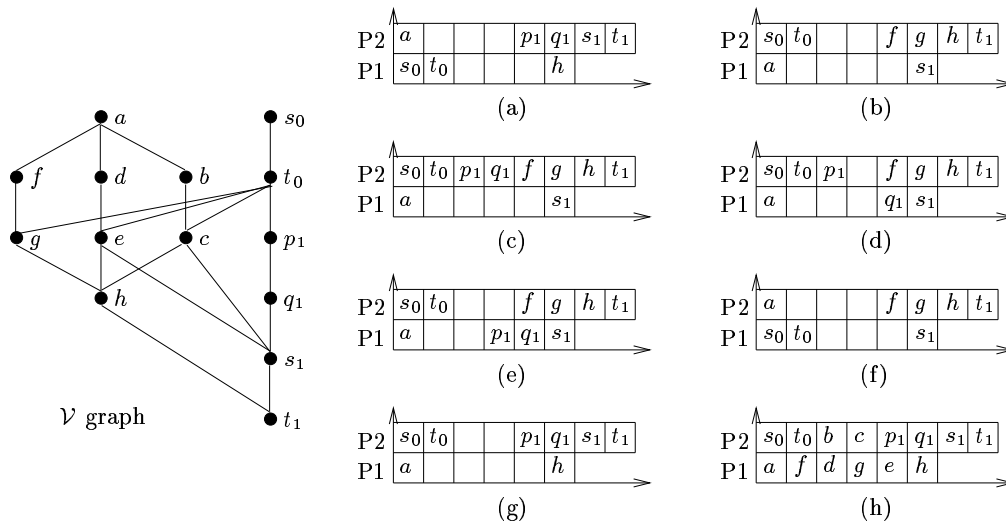 a
s₀
f
d
b
t₀
g
e
c
p₁
h
q₁
s₁
t₁
𝒱 graph
P2 a p₁ q₁ s₁ t₁
P1 s₀ t₀ h
(a)
P2 s₀ t₀ f g h t₁
P1 a s₁
(b)
P2 s₀ t₀ p₁ q₁ f g h t₁
P1 a s₁
(c)
P2 s₀ t₀ p₁ f g h t₁
P1 a q₁ s₁
(d)
P2 s₀ t₀ f g h t₁
P1 a p₁ q₁ s₁
(e)
P2 a f g h t₁
P1 s₀ t₀ s₁
(f)
P2 s₀ t₀ p₁ q₁ s₁ t₁
P1 a h
(g)
P2 s₀ t₀ b c p₁ q₁ s₁ t₁
P1 a f d g e h
(h)